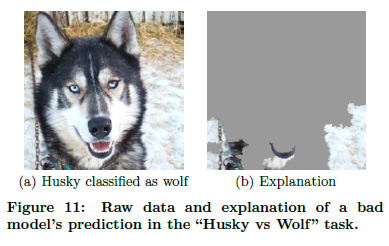 (a) Husky classified as wolf
(b) Explanation
Figure 11: Raw data and explanation of a bad
model's prediction in the “Husky vs Wolf” task.